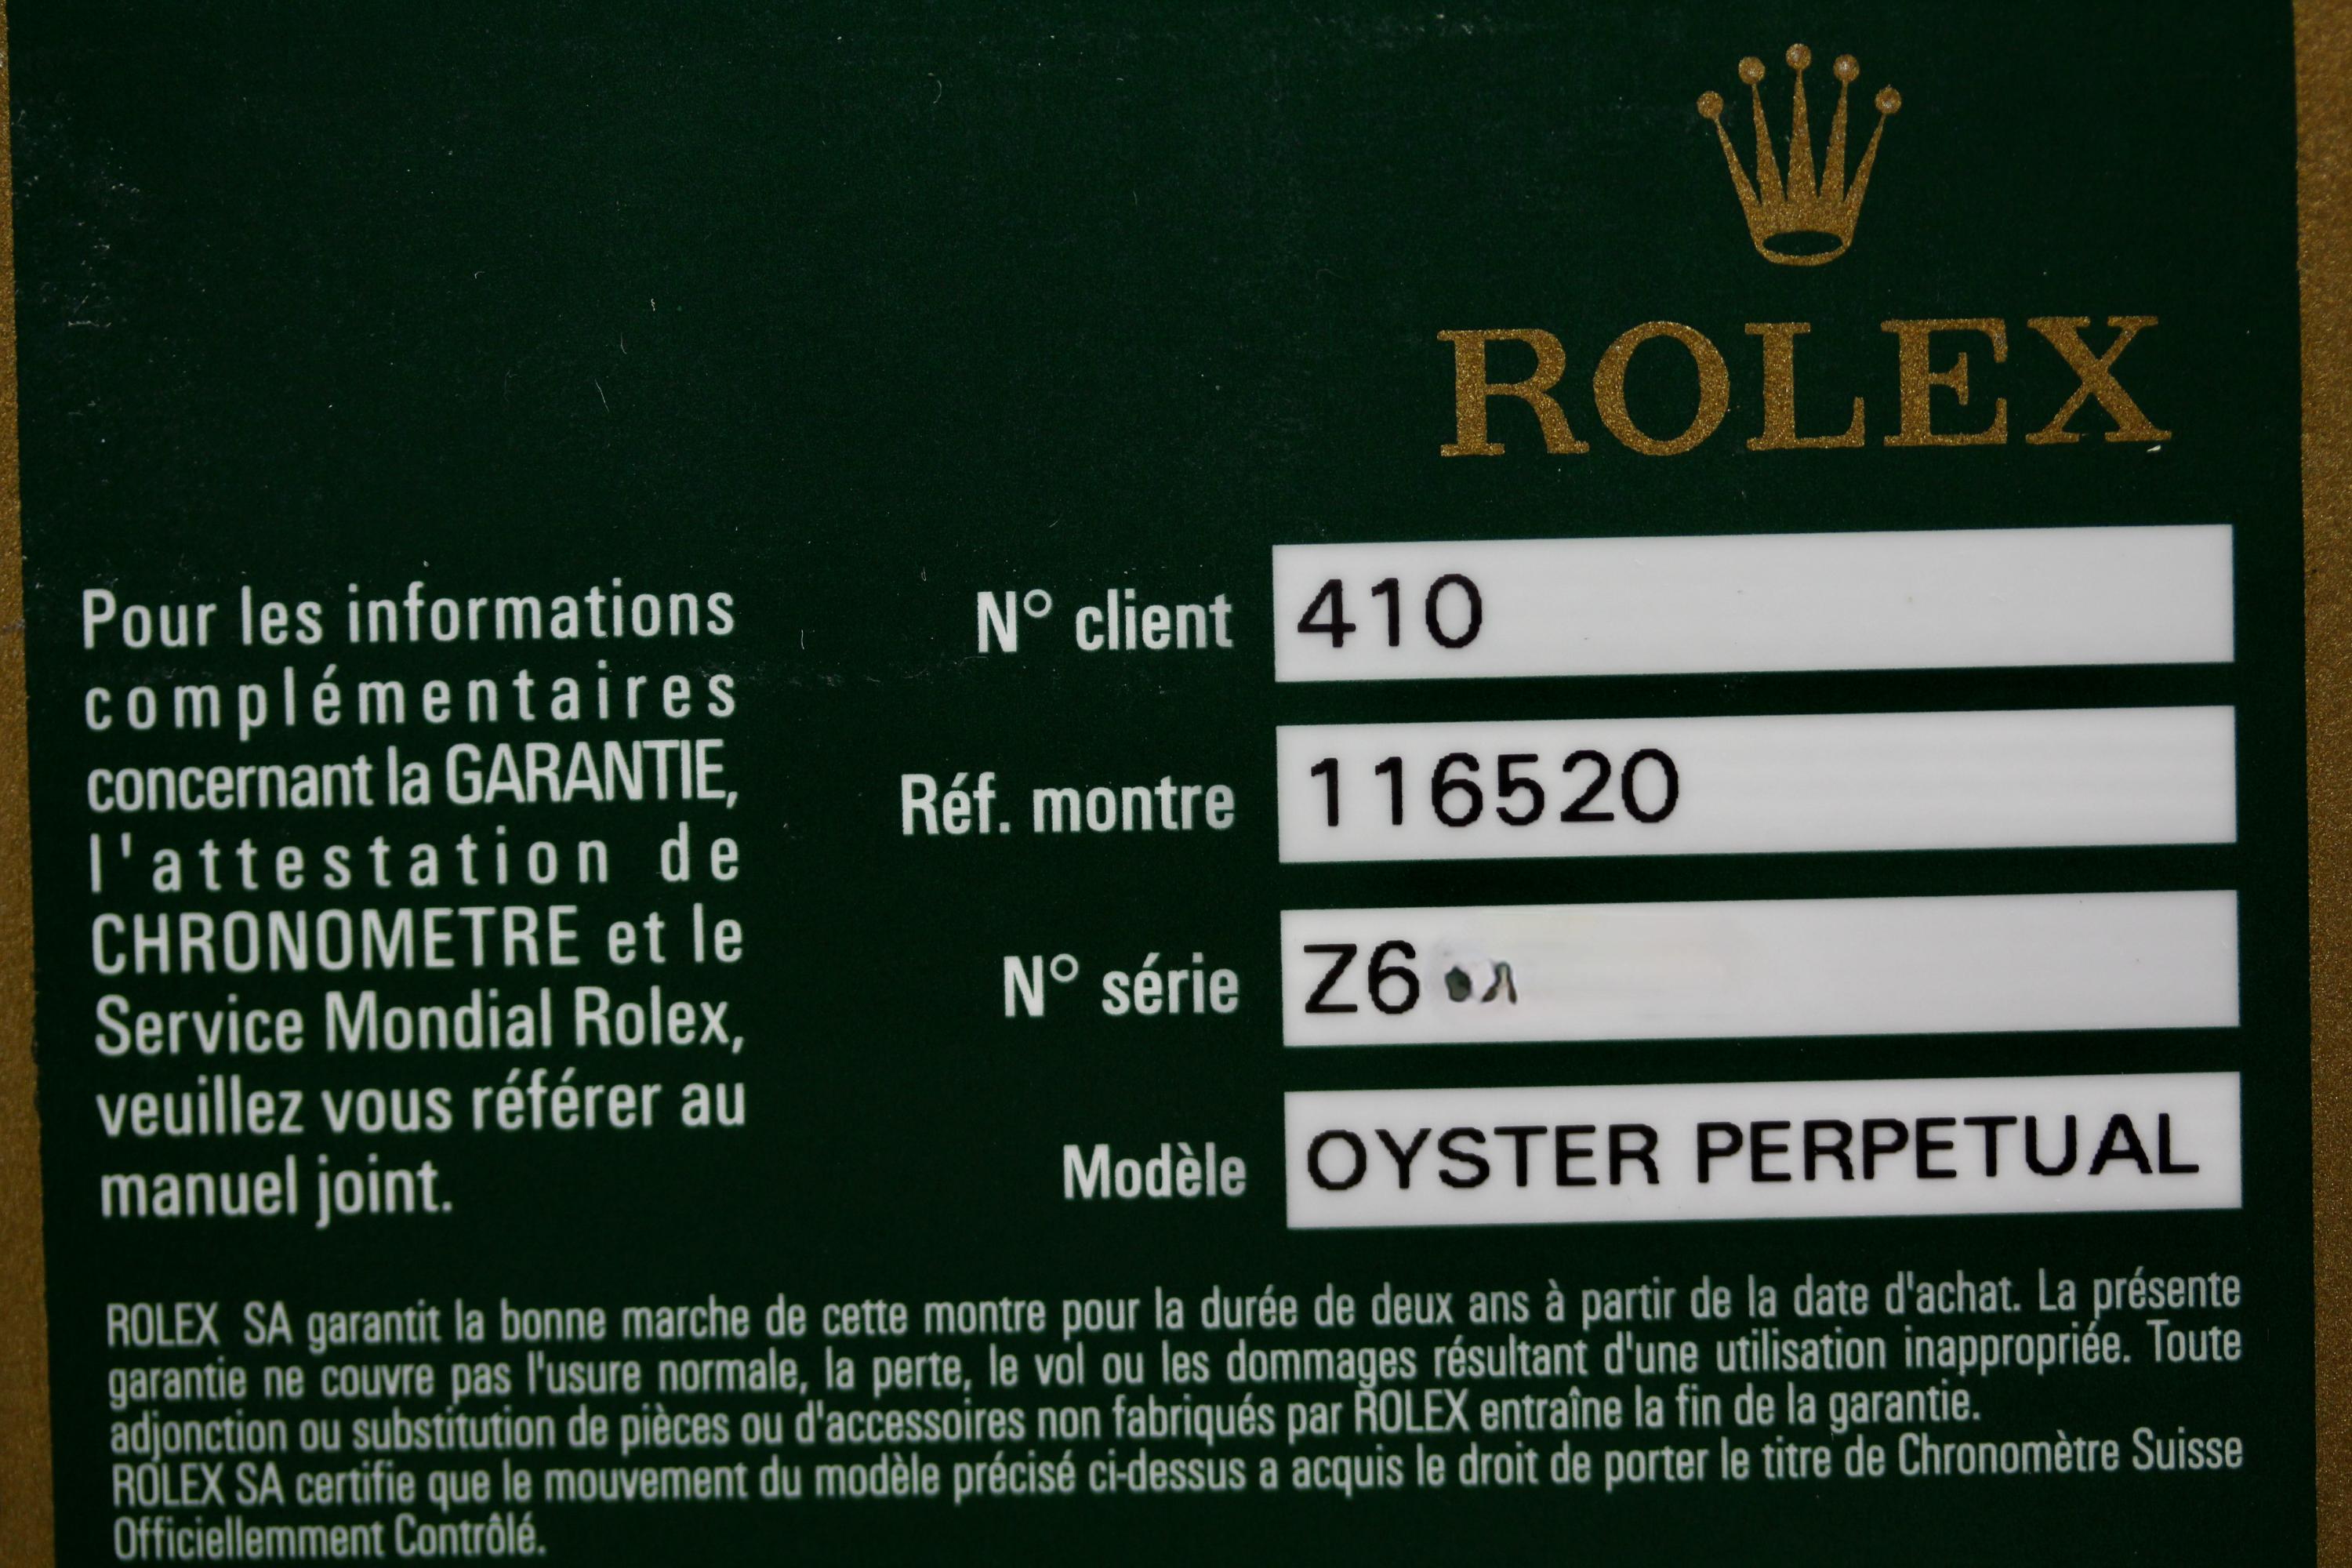 ROLEX
Pour les informations
complémentaires
concernant la GARANTIE,
l'attestation de
CHRONOMETRE et le
Service Mondial Rolex,
veuillez vous référer au
manuel joint.
N° client 410
Réf. montre 116520
N° série Z6
Modèle OYSTER PERPETUAL
ROLEX SA garantit la bonne marche de cette montre pour la durée de deux ans à partir de la date d'achat. La présente
garantie ne couvre pas l'usure normale, la perte, le vol ou les dommages résultant d'une utilisation inappropriée. Toute
adjonction ou substitution de pièces ou d'accessoires non fabriqués par ROLEX entraîne la fin de la garantie.
ROLEX SA certifie que le mouvement du modèle précisé ci-dessus a acquis le droit de porter le titre de Chronomètre Suisse
Officiellemment Contrôlé.